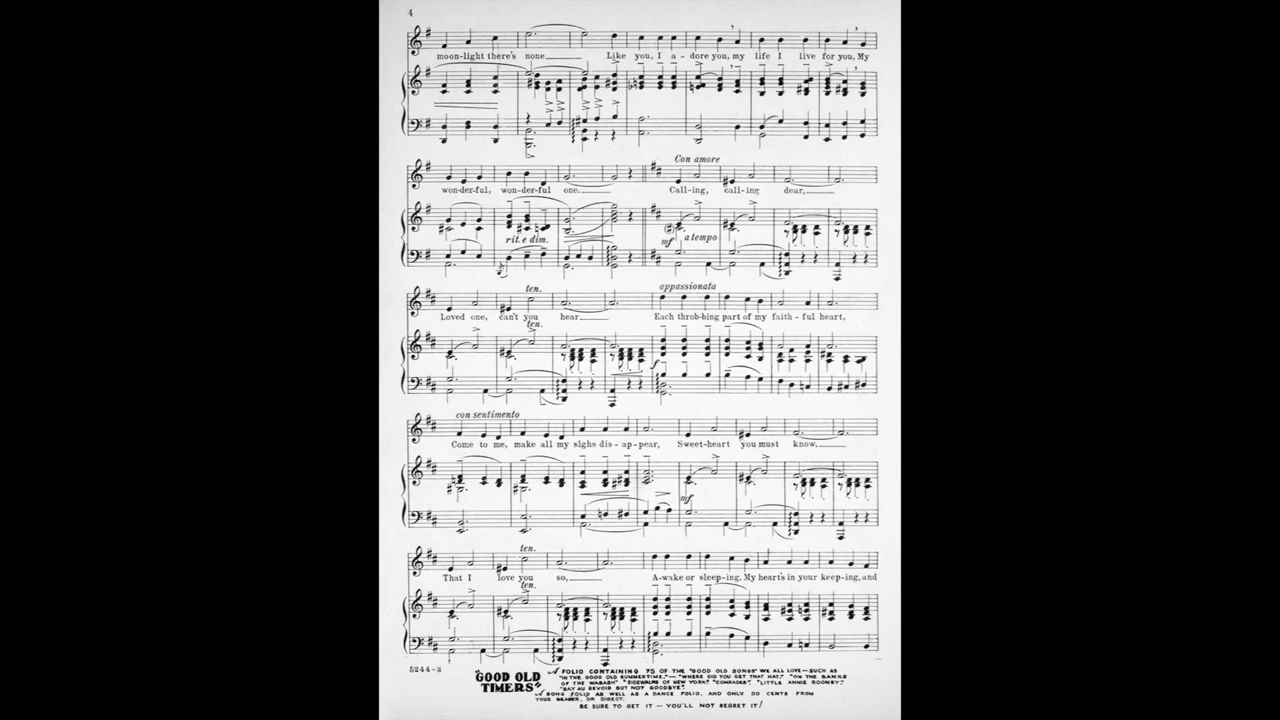 4
moon-light there's none Like you, I a-dore you, my life I live for you, My
Con amore
won-der-ful, won-der-ful one. Call-ing, call-ing dear,
rit. e dim.
mf a tempo
ten. appassionata
Loved one, can't you hear Each throb-bing part of my faith-ful heart,
ten.
f
con sentimento
Come to me, make all my sighs dis-ap-pear, Sweet-heart you must know,
mf
ten.
That I love you so, A-wake or sleep-ing, My heart's in your keep-ing, and
ten.
5244-3
"GOOD OLD TIMERS"
A FOLIO CONTAINING 75 OF THE "GOOD OLD SONGS" WE ALL LOVE—SUCH AS
"IN THE GOOD OLD SUMMERTIME,"—"WHERE DID YOU GET THAT HAT," "ON THE BANKS
OF THE WABASH" "SIDEWALKS OF NEW YORK," "COMRADES," "LITTLE ANNIE ROONEY,"
"SAY AU REVOIR BUT NOT GOODBYE".
A SONG FOLIO AS WELL AS A DANCE FOLIO, AND ONLY 50 CENTS FROM
YOUR DEALER, OR DIRECT.
BE SURE TO GET IT — YOU'LL NOT REGRET IT!